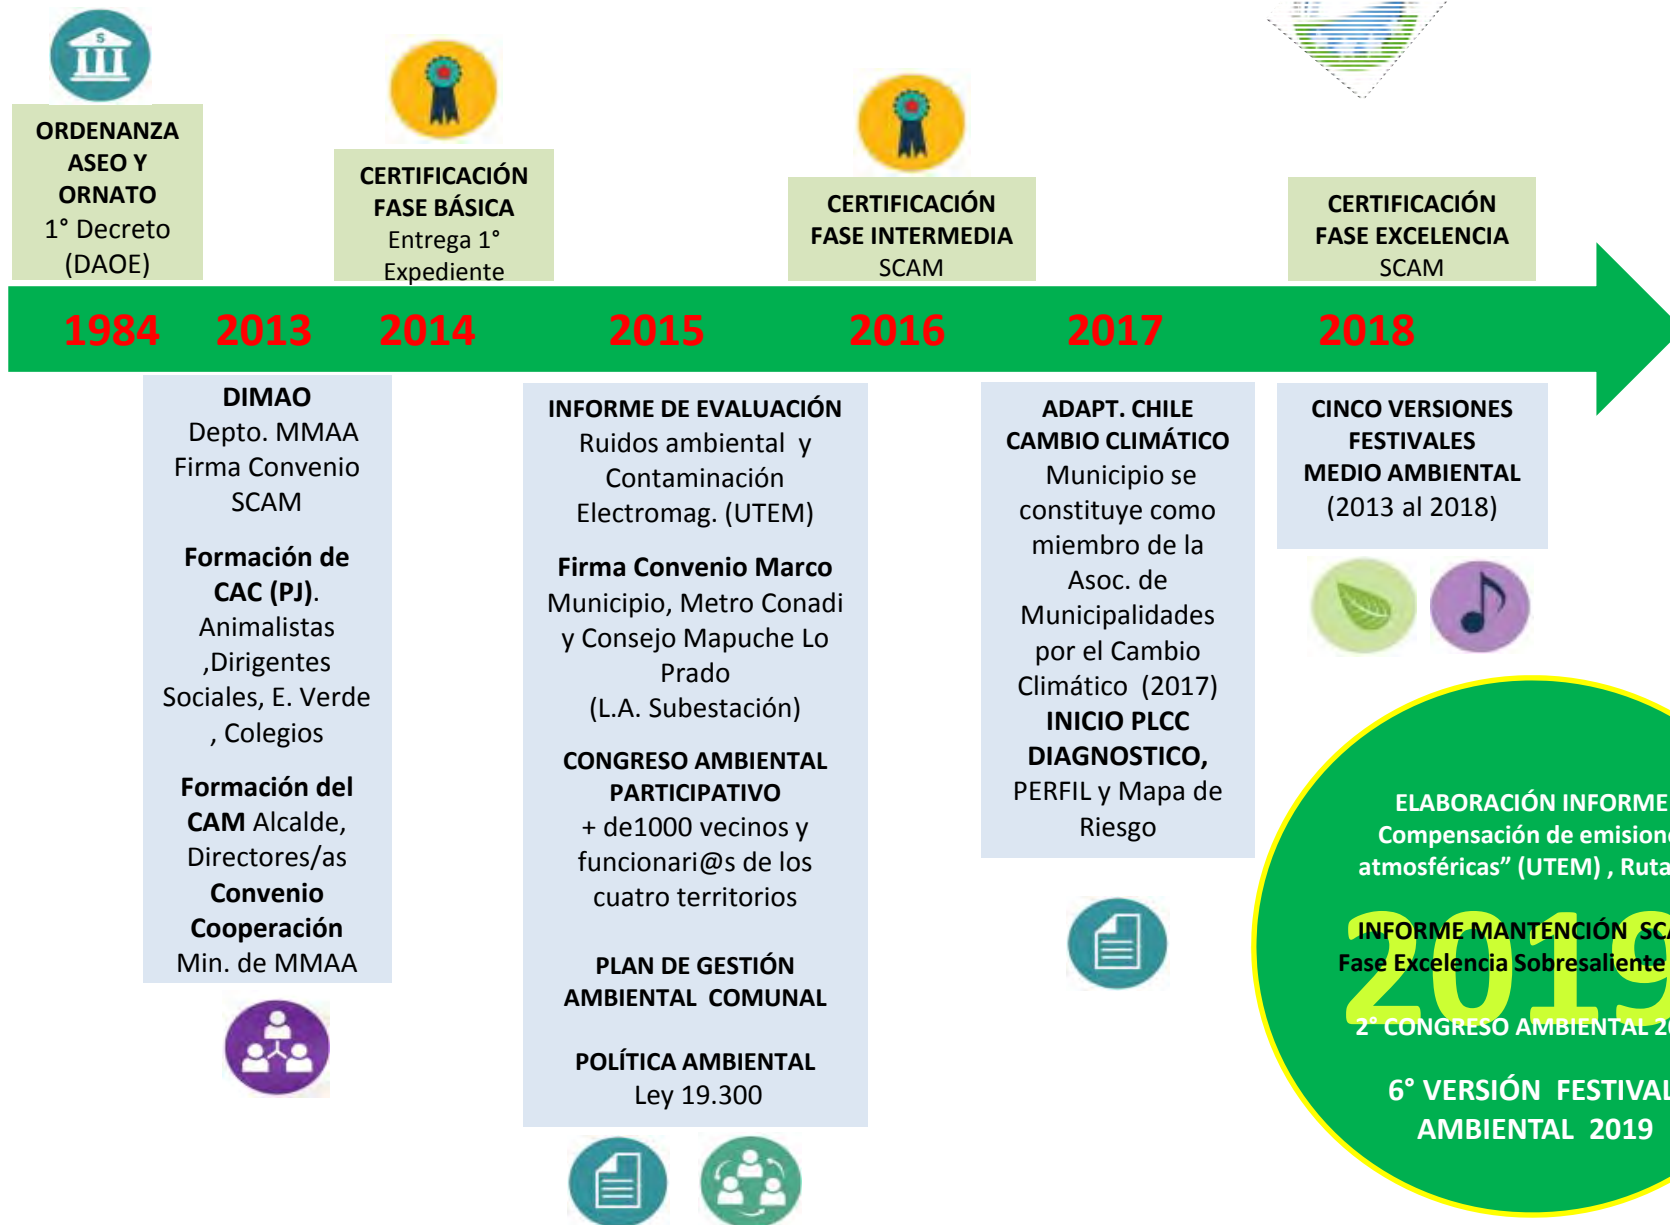 ORDENANZA
ASEO Y
ORNATO
1° Decreto
(DAOE)
CERTIFICACIÓN
FASE BÁSICA
Entrega 1°
Expediente
CERTIFICACIÓN
FASE INTERMEDIA
SCAM
CERTIFICACIÓN
FASE EXCELENCIA
SCAM
1984 2013 2014 2015 2016 2017 2018
DIMAO
Depto. MMAA
Firma Convenio
SCAM
Formación de
CAC (PJ).
Animalistas
,Dirigentes
Sociales, E. Verde
, Colegios
Formación del
CAM Alcalde,
Directores/as
Convenio
Cooperación
Min. de MMAA
INFORME DE EVALUACIÓN
Ruidos ambiental y
Contaminación
Electromag. (UTEM)
Firma Convenio Marco
Municipio, Metro Conadi
y Consejo Mapuche Lo
Prado
(L.A. Subestación)
CONGRESO AMBIENTAL
PARTICIPATIVO
+ de1000 vecinos y
funcionari@s de los
cuatro territorios
PLAN DE GESTIÓN
AMBIENTAL COMUNAL
POLÍTICA AMBIENTAL
Ley 19.300
ADAPT. CHILE
CAMBIO CLIMÁTICO
Municipio se
constituye como
miembro de la
Asoc. de
Municipalidades
por el Cambio
Climático (2017)
INICIO PLCC
DIAGNOSTICO,
PERFIL y Mapa de
Riesgo
CINCO VERSIONES
FESTIVALES
MEDIO AMBIENTAL
(2013 al 2018)
ELABORACIÓN INFORME
Compensación de emision
atmosféricas” (UTEM) , Ruta
2019
INFORME MANTENCIÓN SC
Fase Excelencia Sobresaliente
2° CONGRESO AMBIENTAL 2
6° VERSIÓN FESTIVAL
AMBIENTAL 2019